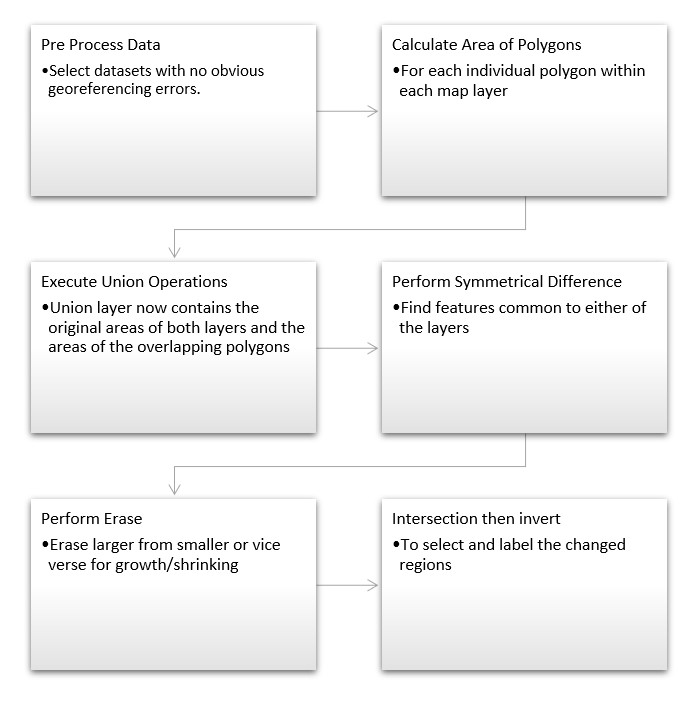 Pre Process Data
•Select datasets with no obvious
georeferencing errors.
Calculate Area of Polygons
•For each individual polygon within
each map layer
Execute Union Operations
•Union layer now contains the
original areas of both layers and the
areas of the overlapping polygons
Perform Symmetrical Difference
•Find features common to either of
the layers
Perform Erase
•Erase larger from smaller or vice
verse for growth/shrinking
Intersection then invert
•To select and label the changed
regions